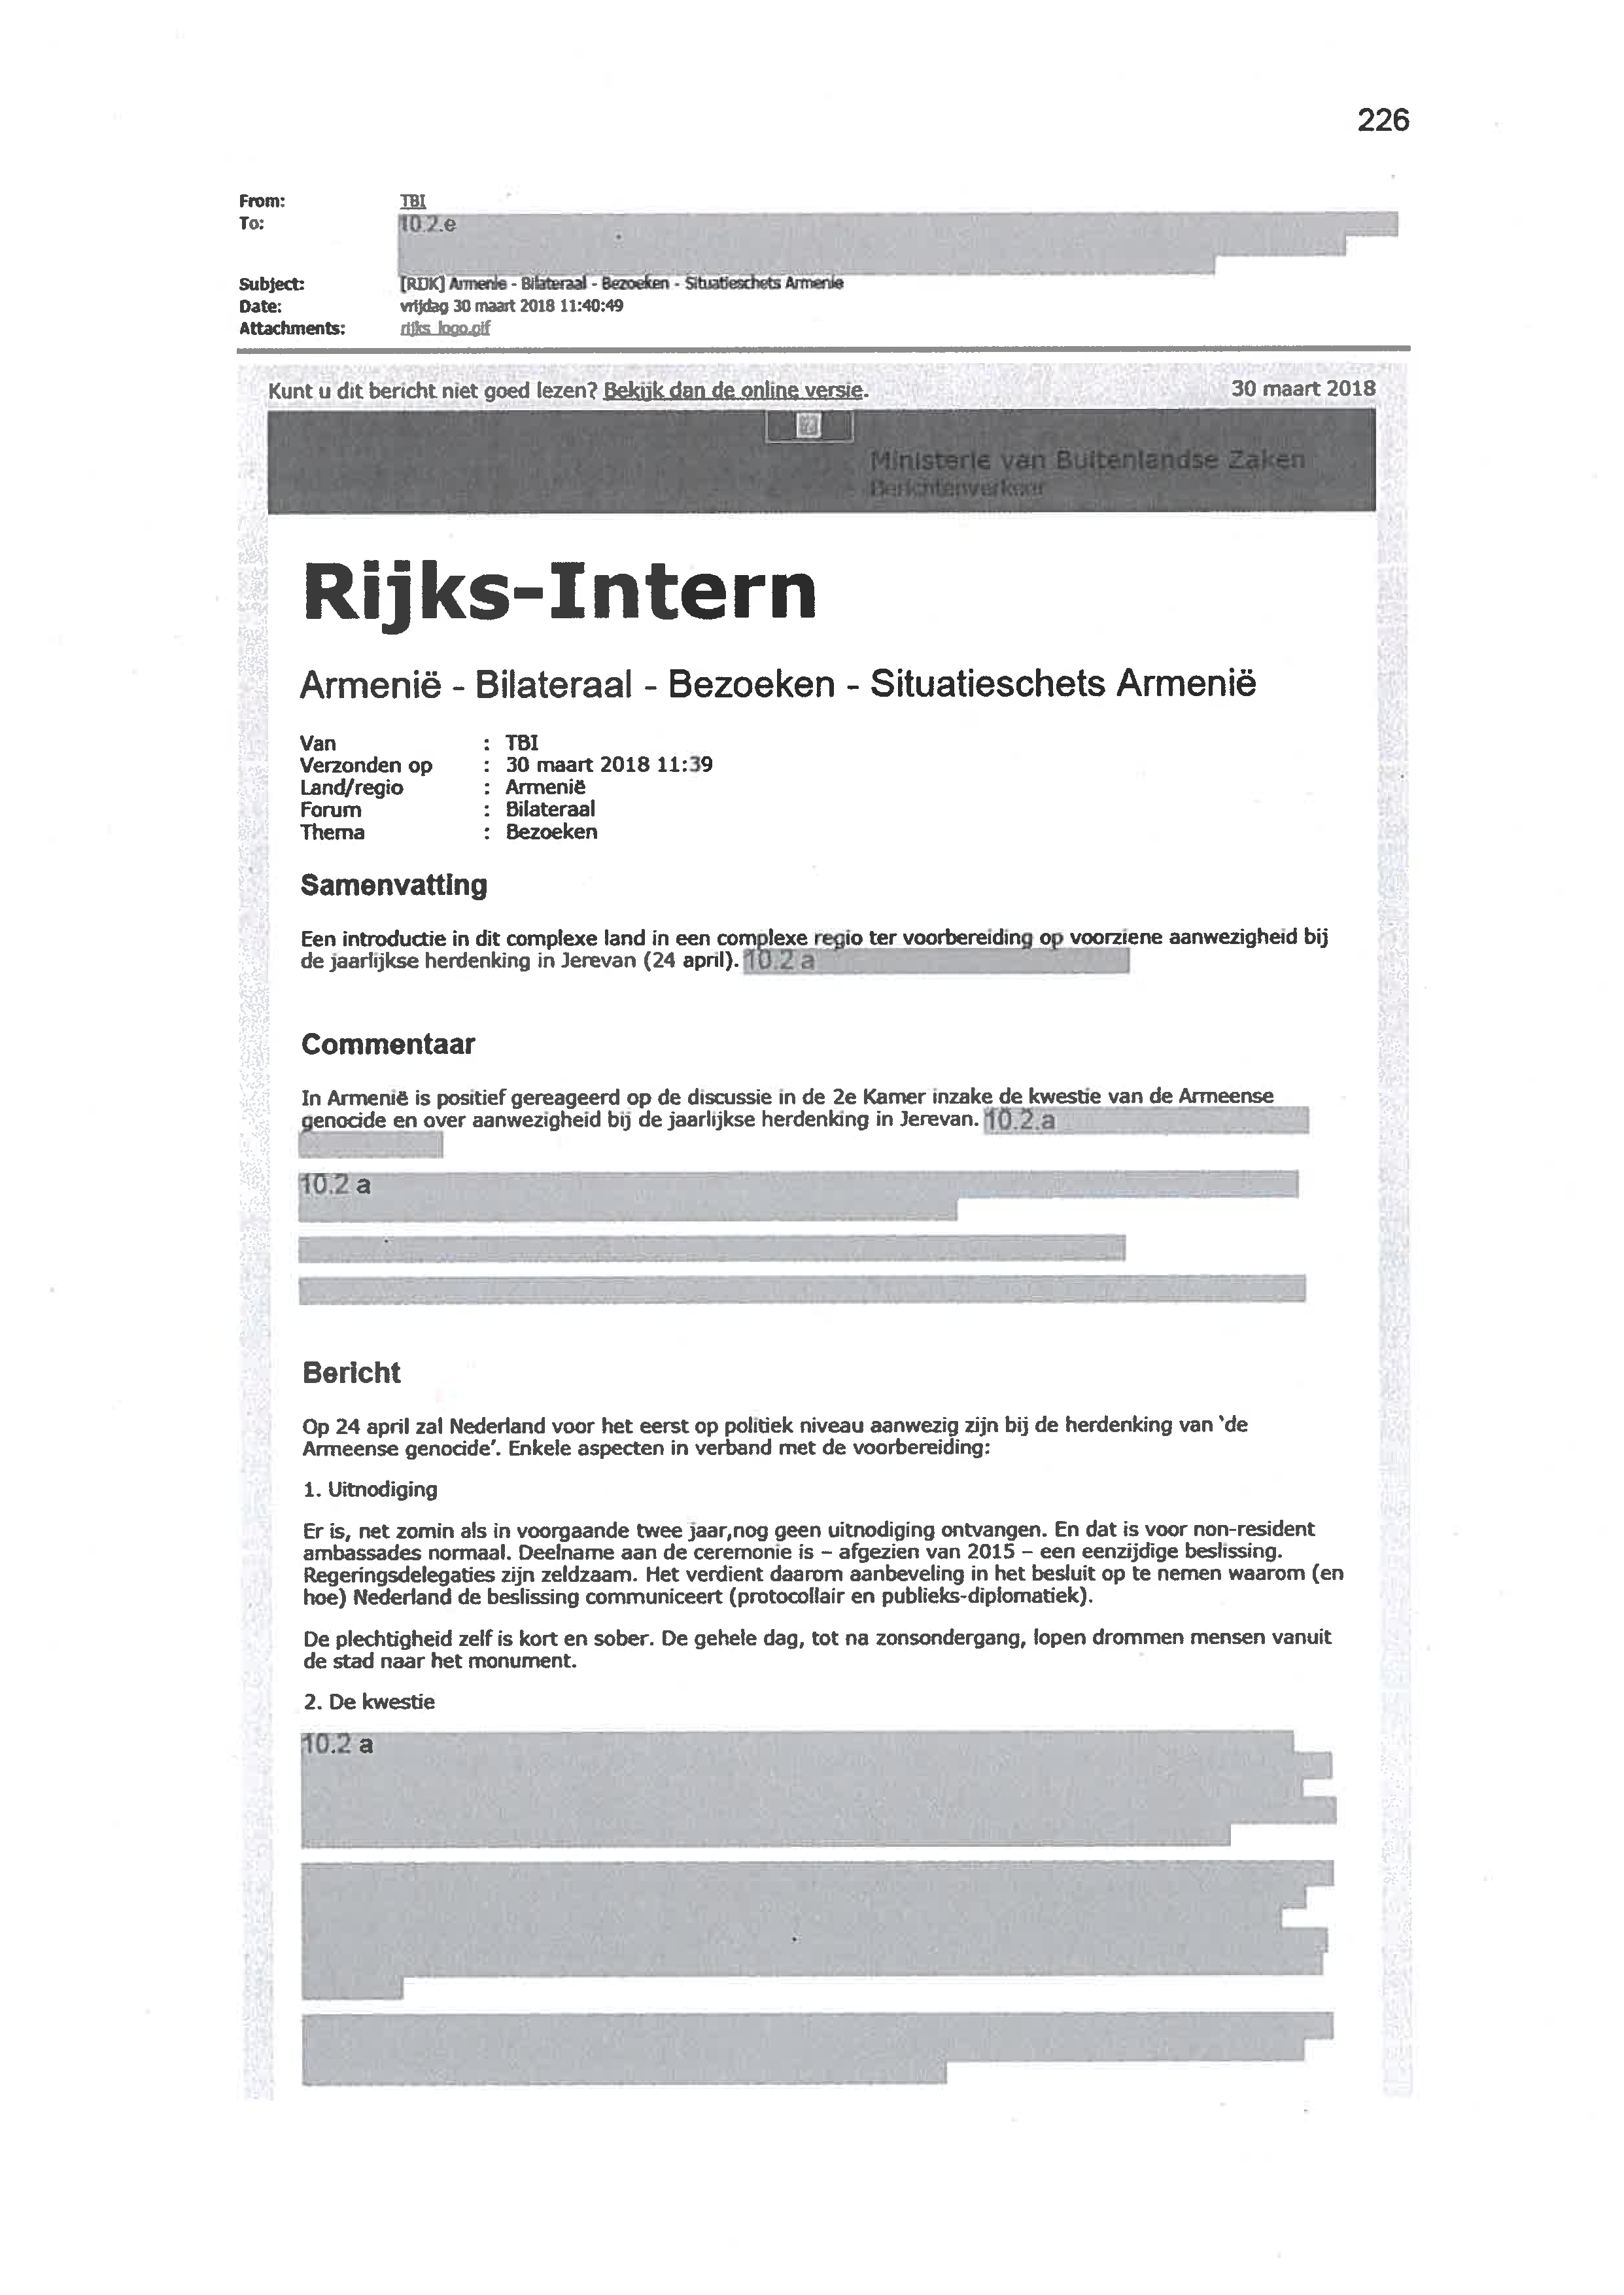 226
From: TBI
To: 10.2.e
Subject: [RIJK] Armenie - Bilateraal - Bezoeken - Situatieschets Armenie
Date: vrijdag 30 maart 2018 11:40:49
Attachments: rijks_logo.gif
Kunt u dit bericht niet goed lezen? Bekijk dan de online versie. 30 maart 2018
Ministerie van Buitenlandse Zaken
Berichtenverkeer
Rijks-Intern
Armenië - Bilateraal - Bezoeken - Situatieschets Armenië
Van : TBI
Verzonden op : 30 maart 2018 11:39
Land/regio : Armenië
Forum : Bilateraal
Thema : Bezoeken
Samenvatting
Een introductie in dit complexe land in een complexe regio ter voorbereiding op voorziene aanwezigheid bij
de jaarlijkse herdenking in Jerevan (24 april). 10.2 a
Commentaar
In Armenië is positief gereageerd op de discussie in de 2e Kamer inzake de kwestie van de Armeense
genocide en over aanwezigheid bij de jaarlijkse herdenking in Jerevan. 10.2.a
10.2 a
Bericht
Op 24 april zal Nederland voor het eerst op politiek niveau aanwezig zijn bij de herdenking van ‘de
Armeense genocide’. Enkele aspecten in verband met de voorbereiding:
1. Uitnodiging
Er is, net zomin als in voorgaande twee jaar,nog geen uitnodiging ontvangen. En dat is voor non-resident
ambassades normaal. Deelname aan de ceremonie is – afgezien van 2015 – een eenzijdige beslissing.
Regeringsdelegaties zijn zeldzaam. Het verdient daarom aanbeveling in het besluit op te nemen waarom (en
hoe) Nederland de beslissing communiceert (protocollair en publieks-diplomatiek).
De plechtigheid zelf is kort en sober. De gehele dag, tot na zonsondergang, lopen drommen mensen vanuit
de stad naar het monument.
2. De kwestie
10.2 a